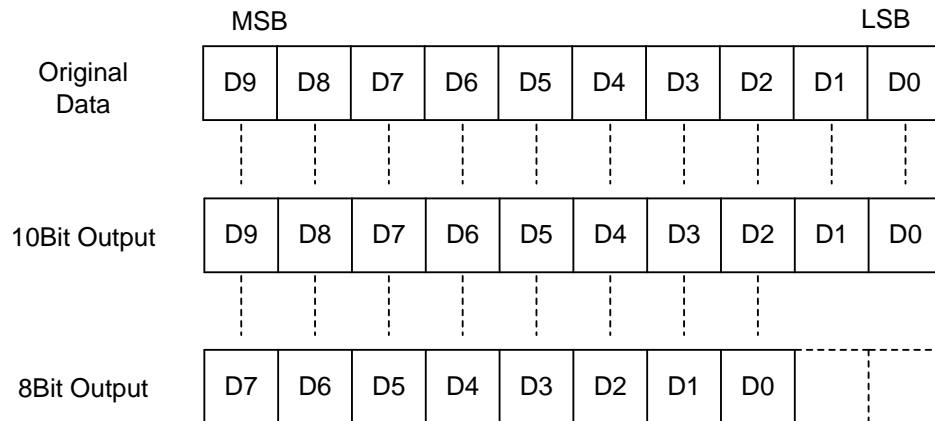 MSB LSB
Original
Data
D9 D8 D7 D6 D5 D4 D3 D2 D1 D0
10Bit Output
D9 D8 D7 D6 D5 D4 D3 D2 D1 D0
8Bit Output
D7 D6 D5 D4 D3 D2 D1 D0